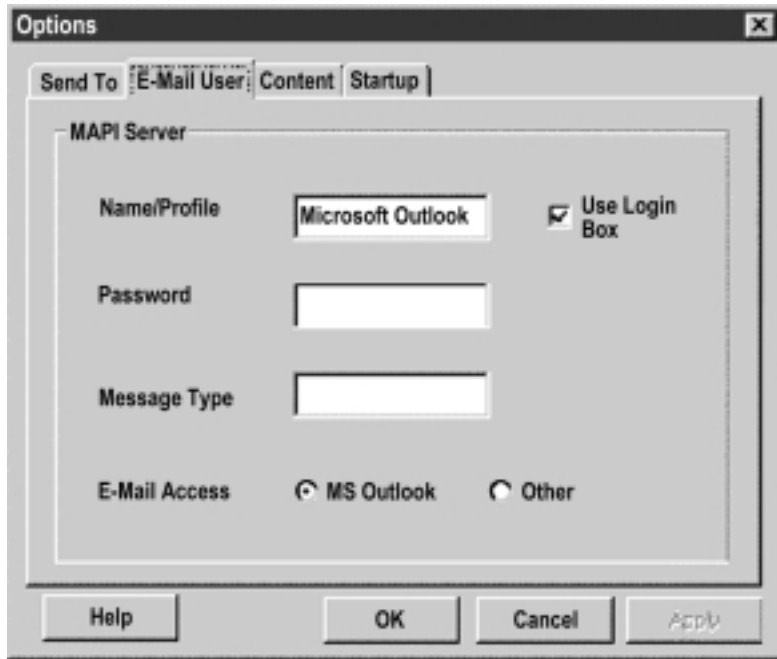 Options
Send To E-Mail User Content Startup
MAPI Server
Name/Profile Microsoft Outlook Use Login
Box
Password
Message Type
E-Mail Access MS Outlook Other
Help OK Cancel Apply